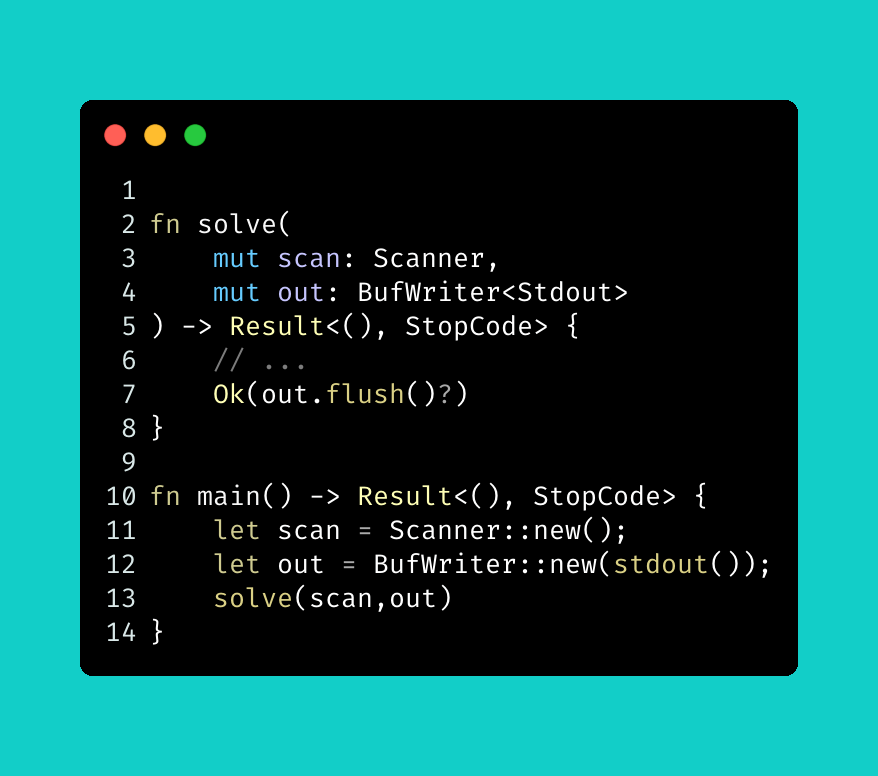 1
2 fn solve(
3     mut scan: Scanner,
4     mut out: BufWriter<Stdout>
5 ) -> Result<(), StopCode> {
6     // ...
7     Ok(out.flush()?)
8 }
9
10 fn main() -> Result<(), StopCode> {
11     let scan = Scanner::new();
12     let out = BufWriter::new(stdout());
13     solve(scan,out)
14 }